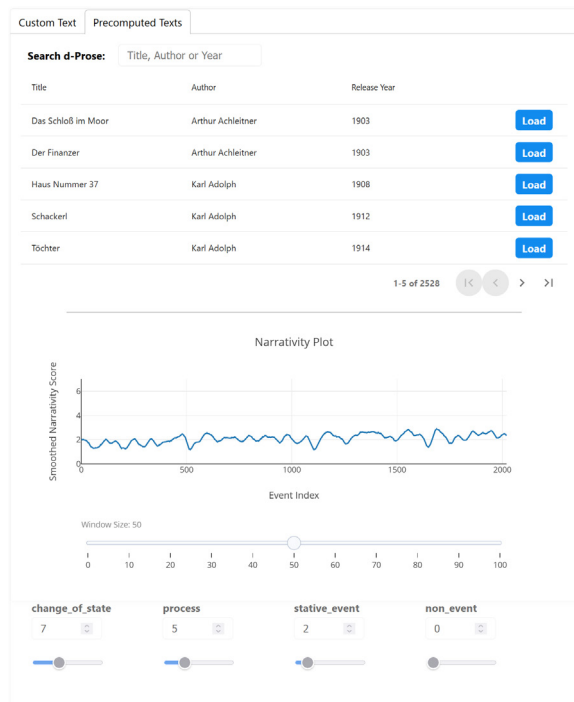 Custom Text Precomputed Texts
Search d-Prose: Title, Author or Year
Title Author Release Year
Das Schloß im Moor Arthur Achleitner 1903 Load
Der Finanzer Arthur Achleitner 1903 Load
Haus Nummer 37 Karl Adolph 1908 Load
Schackerl Karl Adolph 1912 Load
Töchter Karl Adolph 1914 Load
1-5 of 2528
Narrativity Plot
Smoothed Narrativity Score
6
4
2
0
0 500 1000 1500 2000
Event Index
Window Size: 50
0 10 20 30 40 50 60 70 80 90 100
change_of_state process stative_event non_event
7 5 2 0